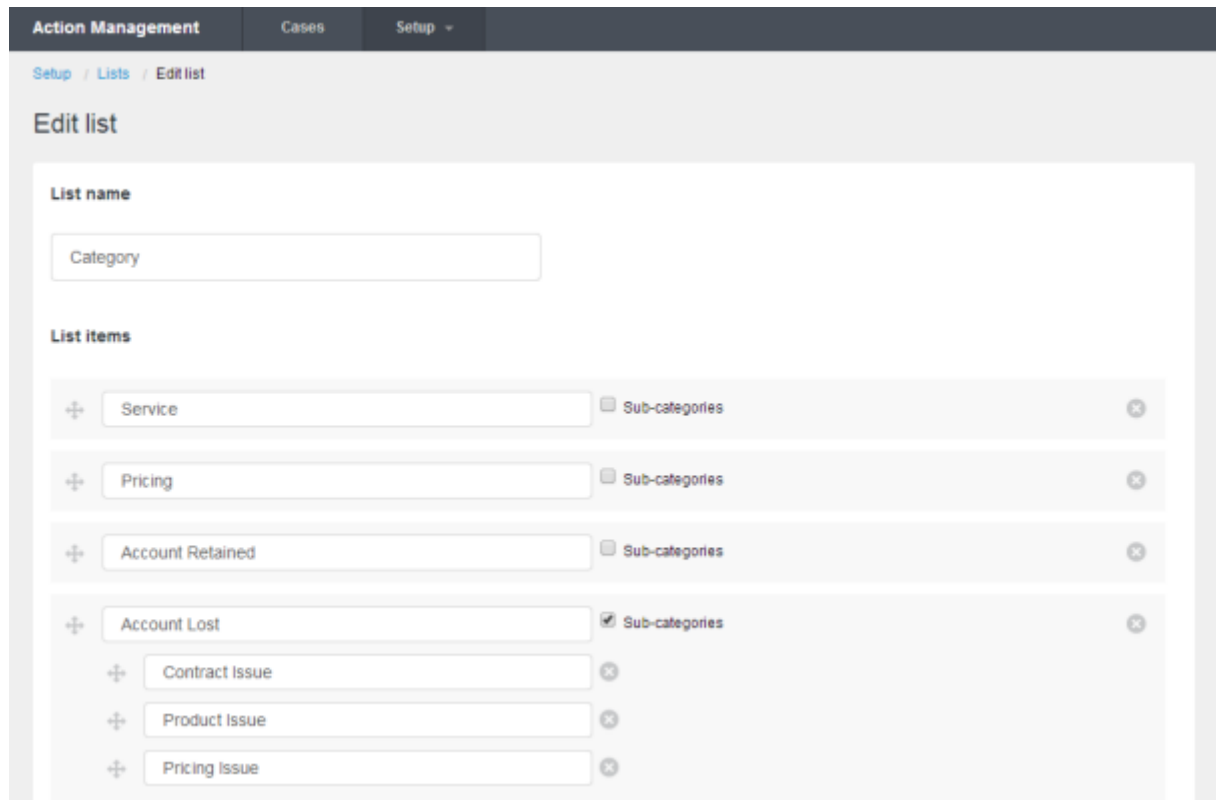 Action Management Cases Setup
Setup / Lists / Edit list
Edit list
List name
Category
List items
Service Sub-categories
Pricing Sub-categories
Account Retained Sub-categories
Account Lost Sub-categories
Contract Issue
Product Issue
Pricing Issue